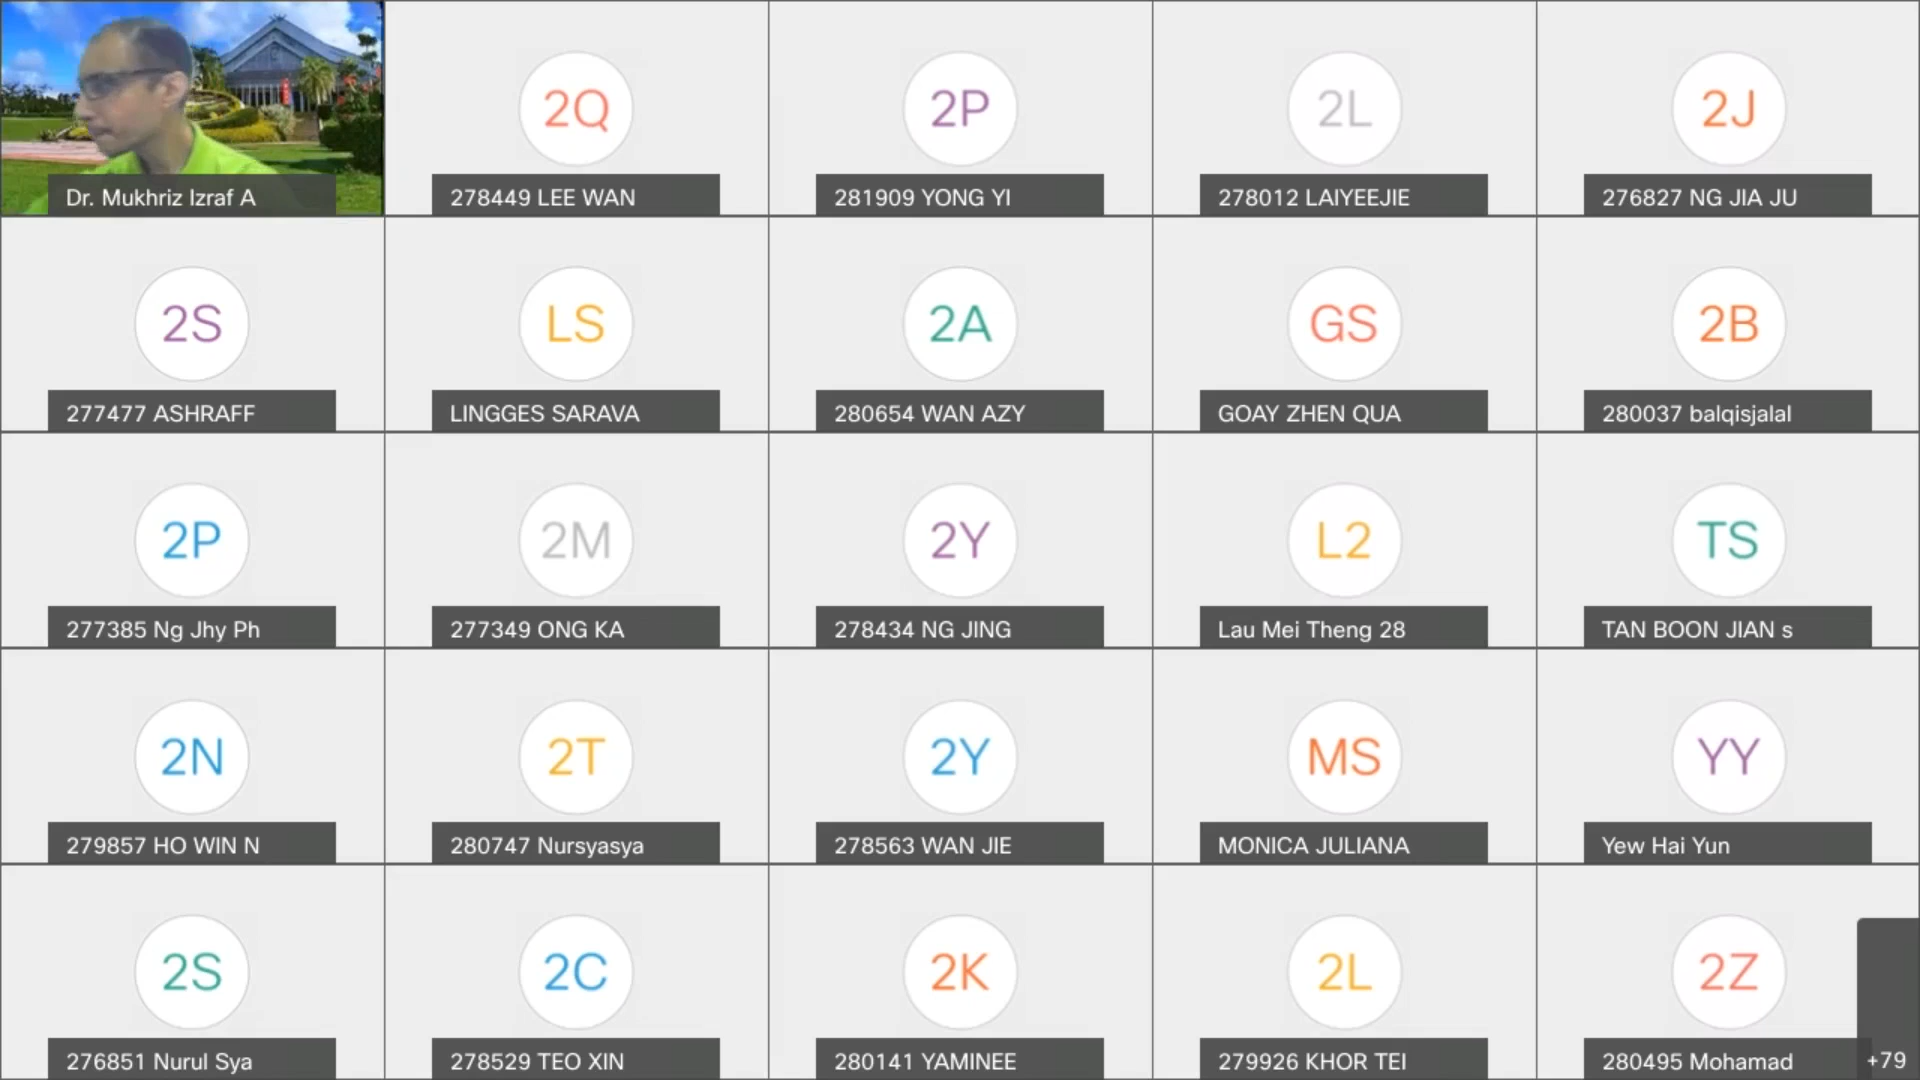 Dr. Mukhriz Izraf A
2Q
278449 LEE WAN
2P
281909 YONG YI
2L
278012 LAIYEEJIE
2J
276827 NG JIA JU
2S
277477 ASHRAFF
LS
LINGGES SARAVA
2A
280654 WAN AZY
GS
GOAY ZHEN QUA
2B
280037 balqisjalal
2P
277385 Ng Jhy Ph
2M
277349 ONG KA
2Y
278434 NG JING
L2
Lau Mei Theng 28
TS
TAN BOON JIAN s
2N
279857 HO WIN N
2T
280747 Nursyasya
2Y
278563 WAN JIE
MS
MONICA JULIANA
YY
Yew Hai Yun
2S
276851 Nurul Sya
2C
278529 TEO XIN
2K
280141 YAMINEE
2L
279926 KHOR TEI
2Z
280495 Mohamad
+79